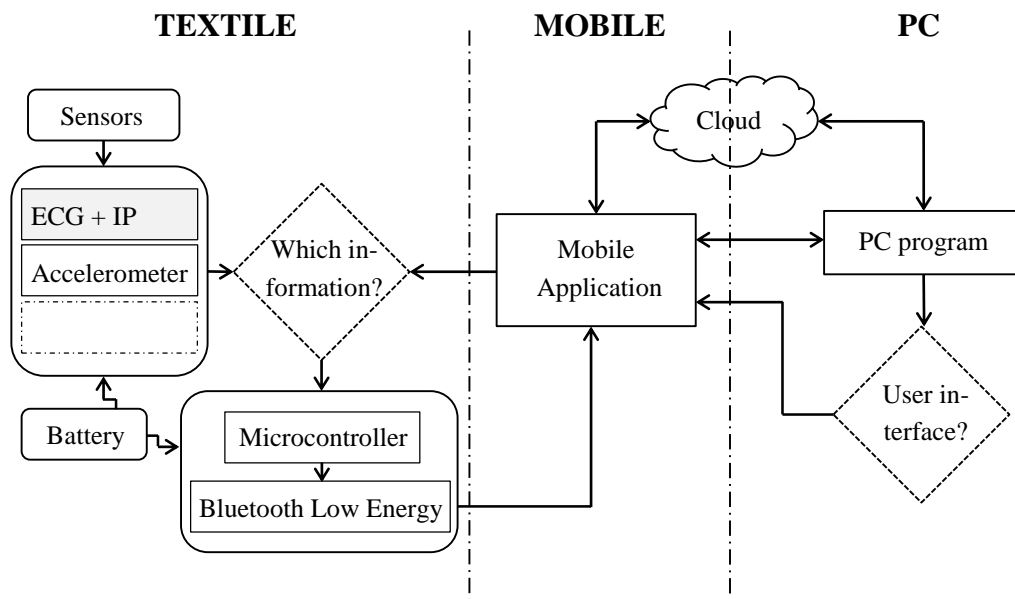 TEXTILE
MOBILE
PC
Sensors
Cloud
ECG + IP
Accelerometer
Which in-
formation?
Mobile
Application
PC program
Battery
Microcontroller
Bluetooth Low Energy
User in-
terface?